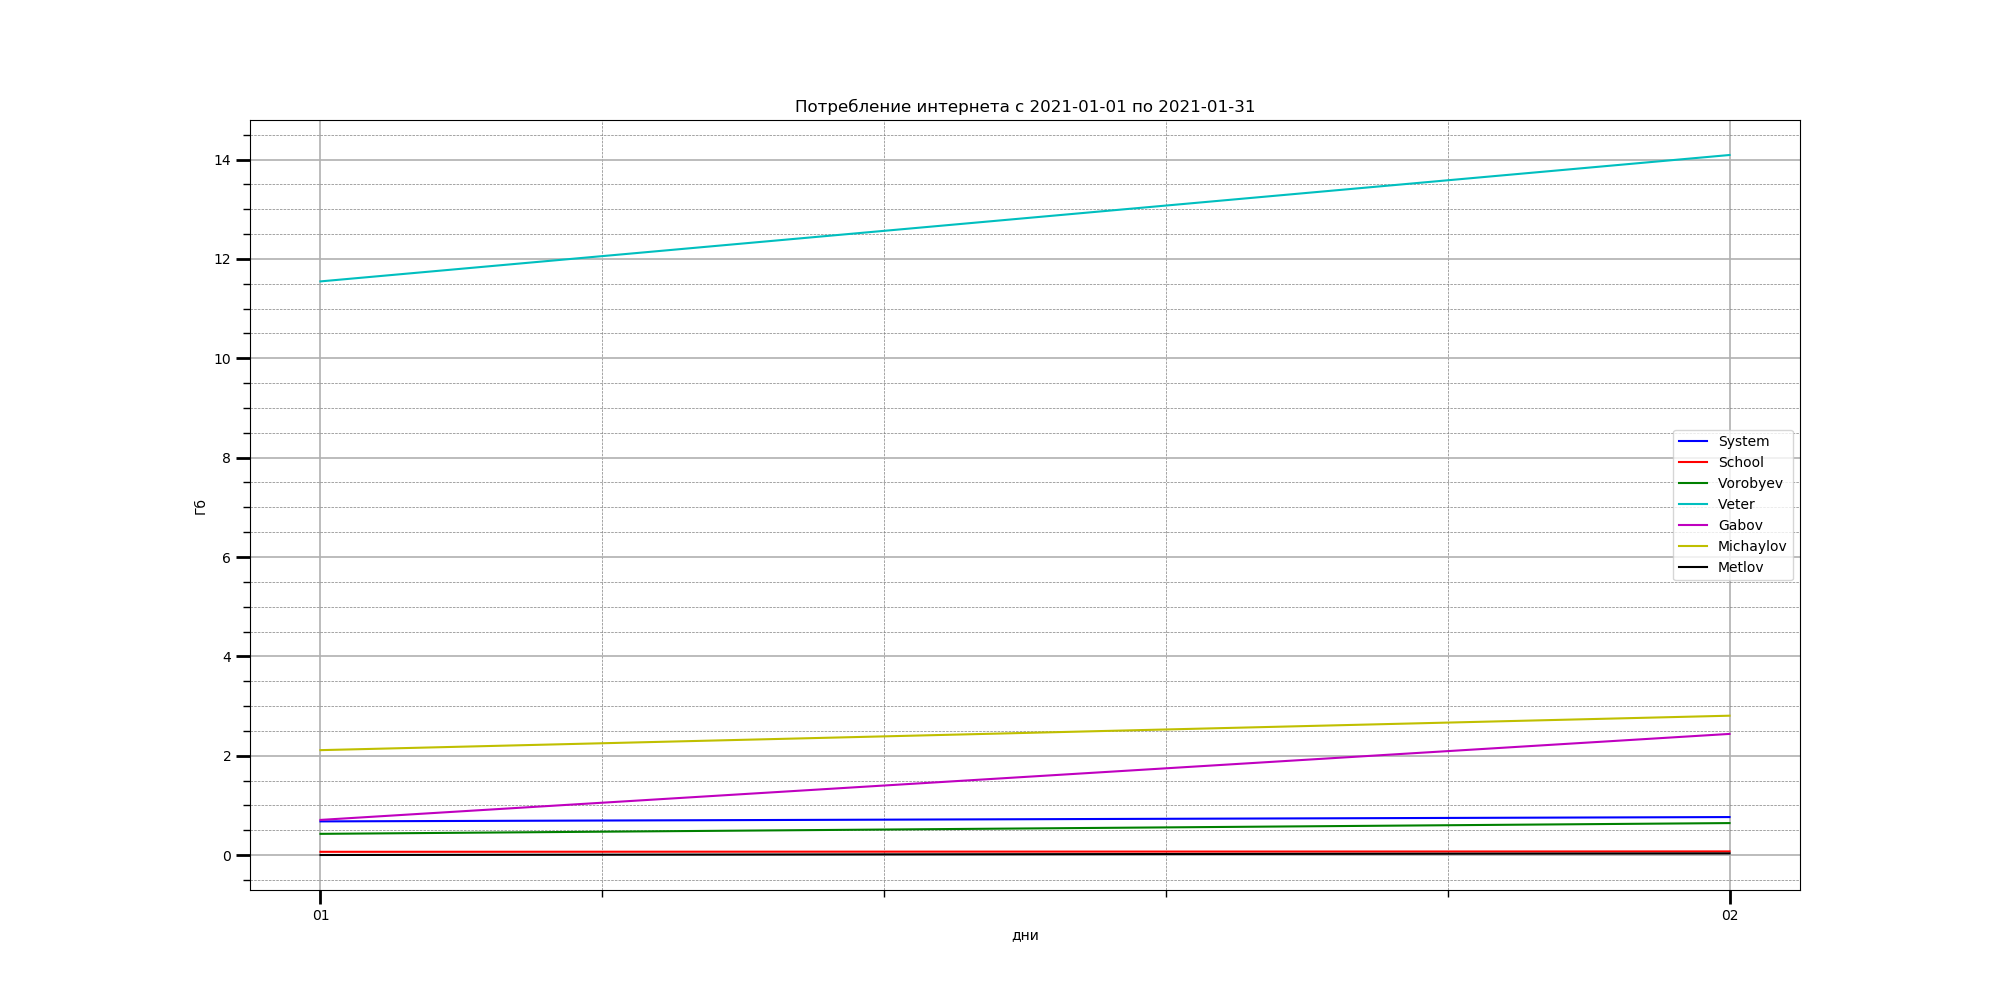 Потребление интернета с 2021-01-01 по 2021-01-31
14
12
10
8
6
4
2
0
Гб
System
School
Vorobyev
Veter
Gabov
Michaylov
Metlov
01
02
дни